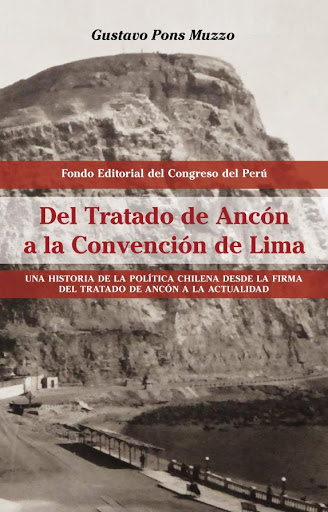 Gustavo Pons Muzzo
Fondo Editorial del Congreso del Perú
Del Tratado de Ancón
a la Convención de Lima
UNA HISTORIA DE LA POLÍTICA CHILENA DESDE LA FIRMA
DEL TRATADO DE ANCÓN A LA ACTUALIDAD